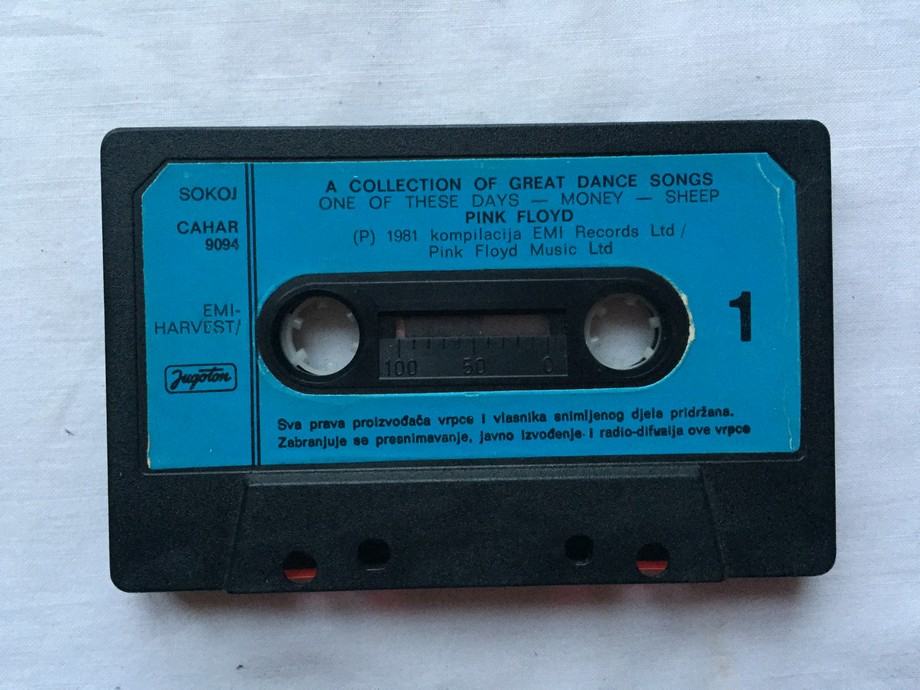 SOKOJ
CAHAR
9094
EMI-
HARVEST/
Jugoton
A COLLECTION OF GREAT DANCE SONGS
ONE OF THESE DAYS — MONEY — SHEEP
PINK FLOYD
(P) 1981 kompilacija EMI Records Ltd /
Pink Floyd Music Ltd
1
100 50 0
Sva prava proizvođača vrpce i vlasnika snimljenog djela pridržana.
Zabranjuje se presnimavanje, javno izvođenje i radio-difuzija ove vrpce